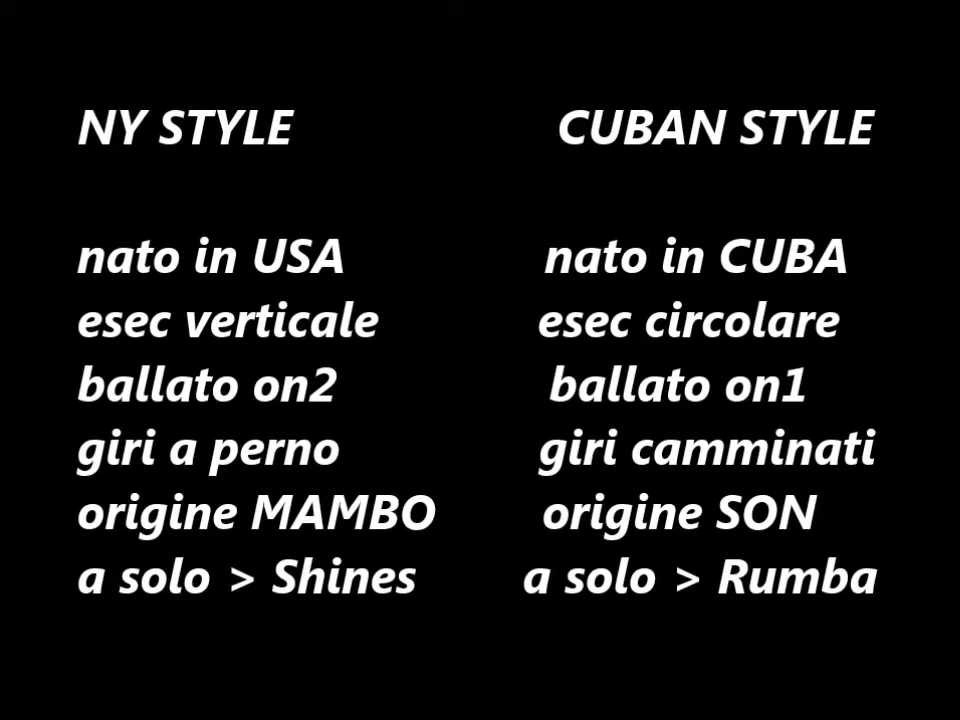 NY STYLE CUBAN STYLE
nato in USA nato in CUBA
esec verticale esec circolare
ballato on2 ballato on1
giri a perno giri camminati
origine MAMBO origine SON
a solo > Shines a solo > Rumba